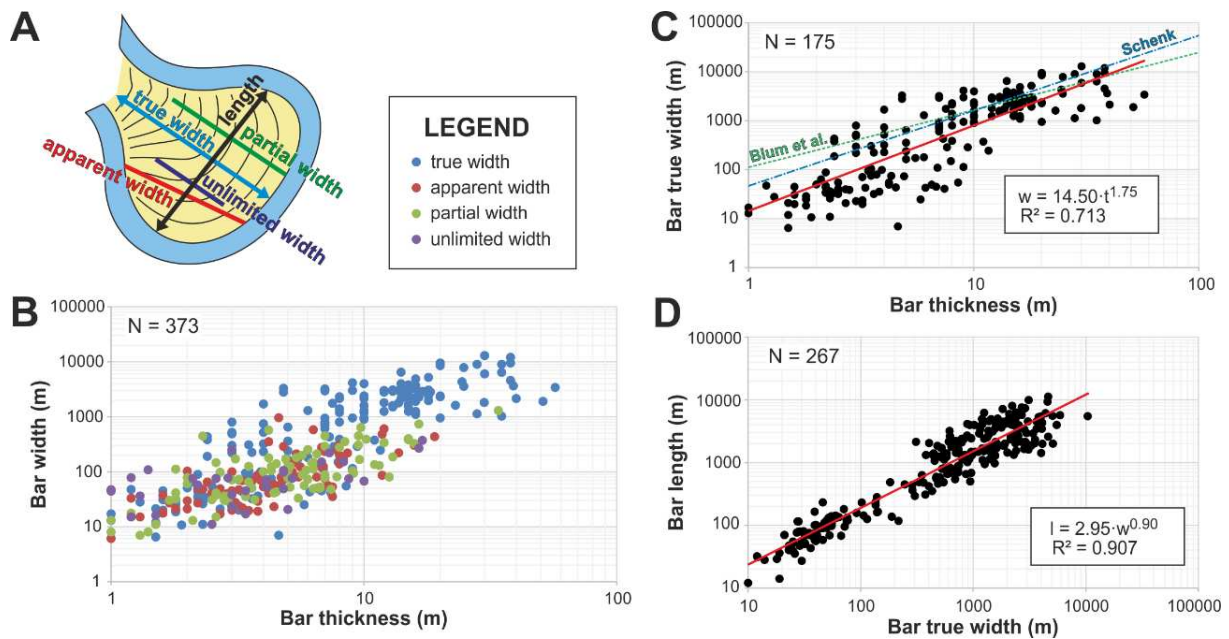 A
true width
length
partial width
apparent width
unlimited width
LEGEND
true width
apparent width
partial width
unlimited width
B
N = 373
Bar width (m)
100000
10000
1000
100
10
1
1
10
100
Bar thickness (m)
C
N = 175
Schenk
Blum et al.
w = 14.50·t^1.75
R² = 0.713
Bar true width (m)
100000
10000
1000
100
10
1
1
10
100
Bar thickness (m)
D
N = 267
l = 2.95·w^0.90
R² = 0.907
Bar length (m)
100000
10000
1000
100
10
10
100
1000
10000
100000
Bar true width (m)